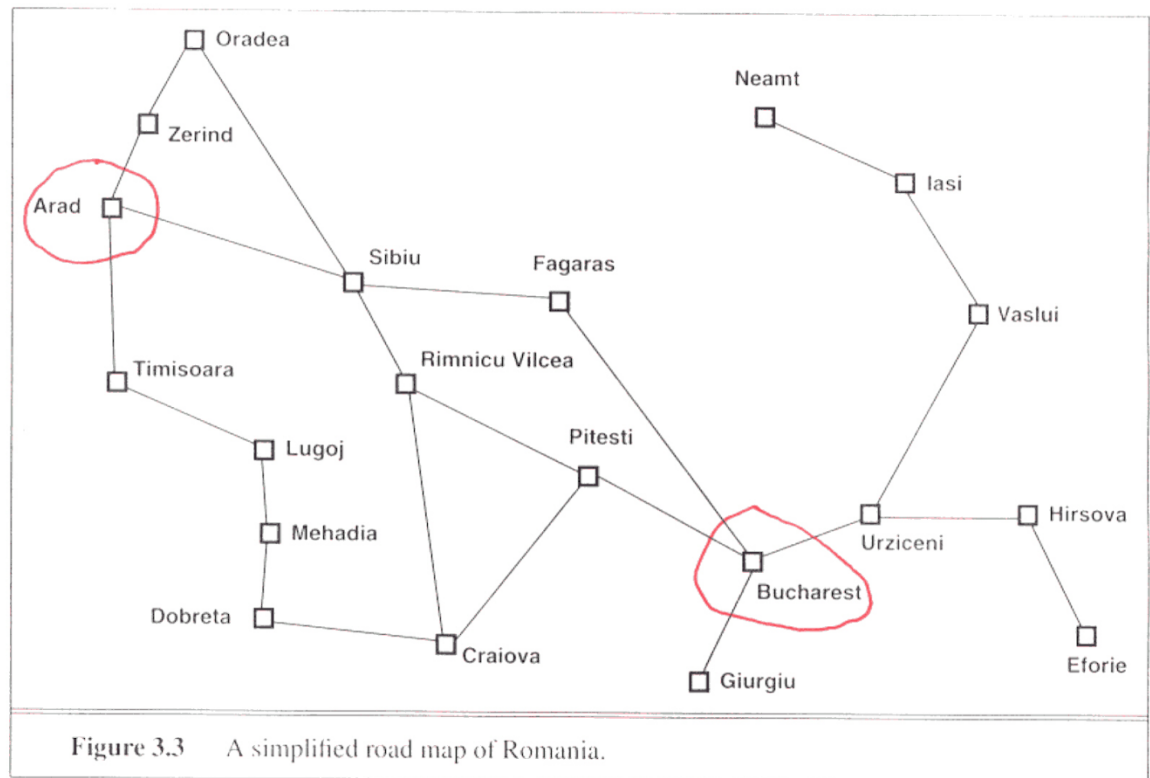 Oradea
Neamt
Zerind
Iasi
Arad
Sibiu
Fagaras
Vaslui
Timisoara
Rimnicu Vilcea
Lugoj
Pitesti
Mehadia
Hirsova
Urziceni
Bucharest
Dobreta
Craiova
Giurgiu
Eforie
Figure 3.3 A simplified road map of Romania.